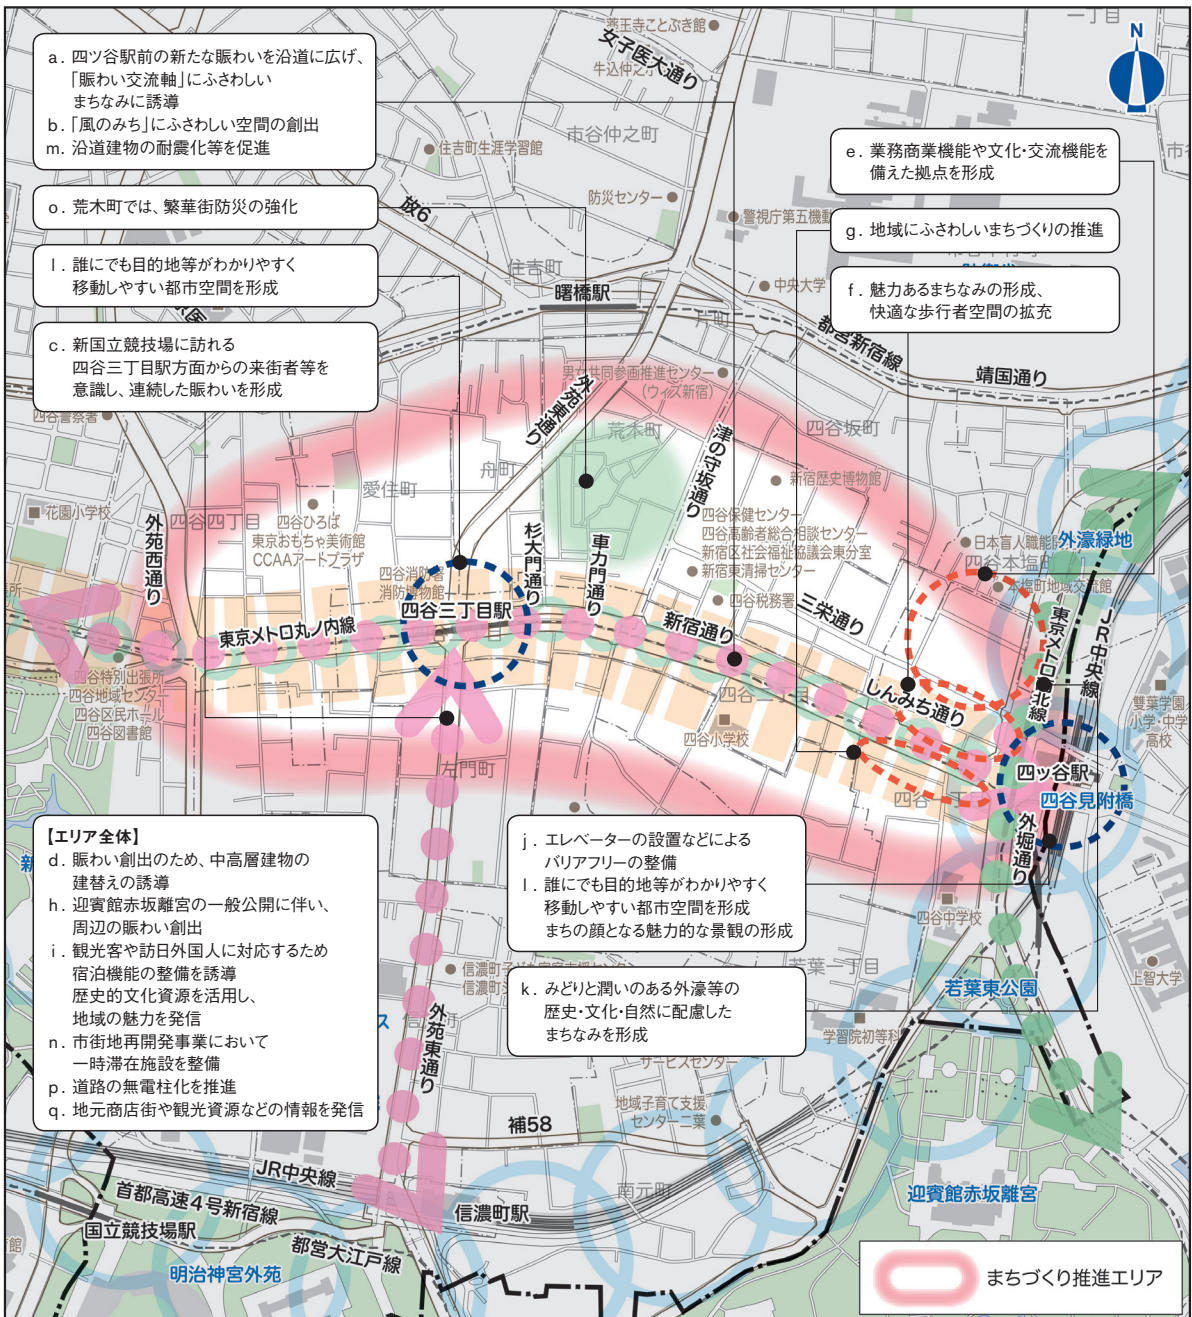 a. 四ツ谷駅前の新たな賑わいを沿道に広げ、
「賑わい交流軸」にふさわしい
まちなみに誘導
b.「風のみち」にふさわしい空間の創出
m. 沿道建物の耐震化等を促進
o. 荒木町では、繁華街防災の強化
l. 誰にでも目的地等がわかりやすく
移動しやすい都市空間を形成
c. 新国立競技場に訪れる
四谷三丁目駅方面からの来街者等を
意識し、連続した賑わいを形成
N
e. 業務商業機能や文化・交流機能を
備えた拠点を形成
g. 地域にふさわしいまちづくりの推進
f. 魅力あるまちなみの形成、
快適な歩行者空間の拡充
薬王寺ことぶき館
女子医大通り
市谷仲之町
住吉町生涯学習館
防災センター
放6
住吉町
曙橋駅
片町
中央大学
都営新宿線
靖国通り
男女共同参画推進センター
(ウィズ新宿)
外苑東通り
荒木町
津の守坂通り
四谷坂町
四谷警察署
舟町
愛住町
新宿歴史博物館
花園小学校
外苑西通り
四谷四丁目
四谷ひろば
東京おもちゃ美術館
CCAAアートプラザ
杉大門通り
車力門通り
四谷保健センター
四谷高齢者総合相談センター
新宿区社会福祉協議会東分室
新宿東清掃センター
四谷税務署
三栄通り
四谷本塩町
本塩町地域交流館
外濠緑地
四谷消防署
消防博物館
四谷三丁目駅
東京メトロ丸ノ内線
新宿通り
しんみち通り
JR中央線
四谷特別出張所
四谷地域センター
四谷区民ホール
四谷図書館
四谷小学校
雙葉学園
小学・中学
高校
左門町
四ッ谷駅
四谷見附橋
外堀通り
【エリア全体】
d. 賑わい創出のため、中高層建物の
建替えの誘導
h. 迎賓館赤坂離宮の一般公開に伴い、
周辺の賑わい創出
i. 観光客や訪日外国人に対応するため
宿泊機能の整備を誘導
歴史的文化資源を活用し、
地域の魅力を発信
n. 市街地再開発事業において
一時滞在施設を整備
p. 道路の無電柱化を推進
q. 地元商店街や観光資源などの情報を発信
j. エレベーターの設置などによる
バリアフリーの整備
l. 誰にでも目的地等がわかりやすく
移動しやすい都市空間を形成
まちの顔となる魅力的な景観の形成
k. みどりと潤いのある外濠等の
歴史・文化・自然に配慮した
まちなみを形成
四谷中学校
若葉一丁目
若葉東公園
上智大学
学習院初等科
外苑東通り
サービスセンター
地域子育て支援
センター二葉
補58
JR中央線
首都高速4号新宿線
国立競技場駅
都営大江戸線
明治神宮外苑
信濃町駅
南元町
迎賓館赤坂離宮
まちづくり推進エリア